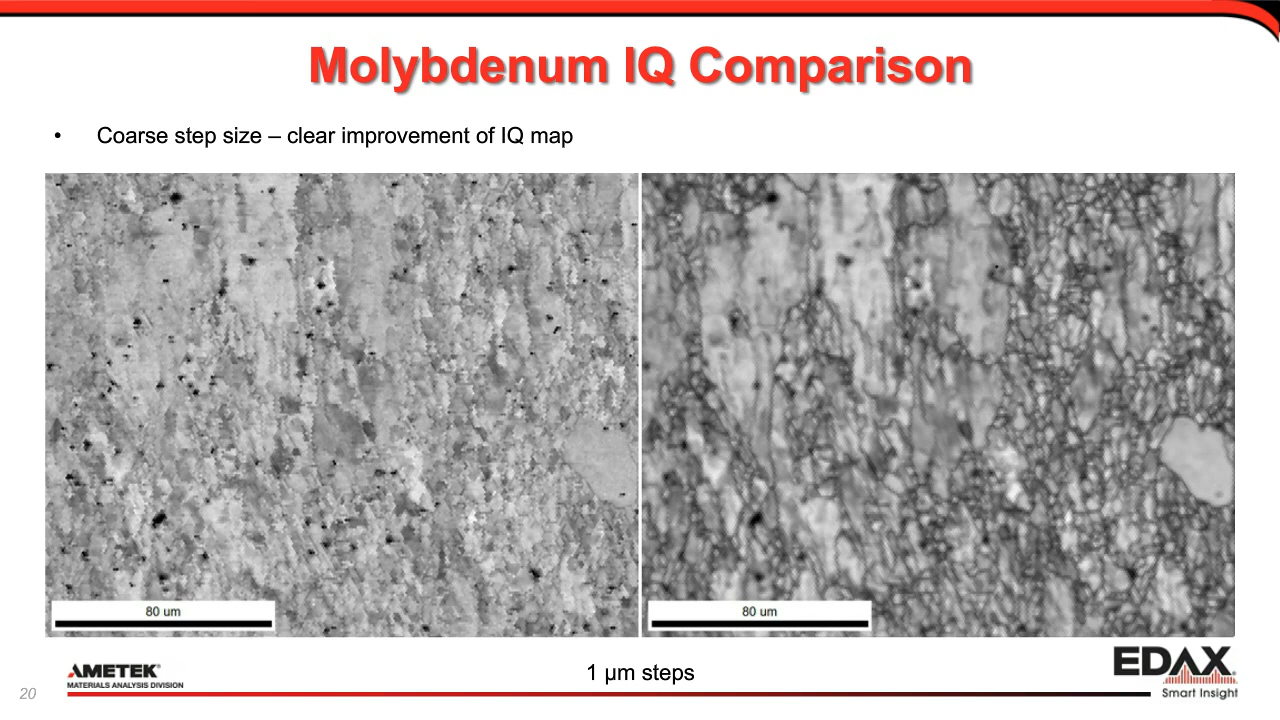 Molybdenum IQ Comparison
• Coarse step size – clear improvement of IQ map
80 um
80 um
1 µm steps
AMETEK®
MATERIALS ANALYSIS DIVISION
EDAX
Smart Insight
20